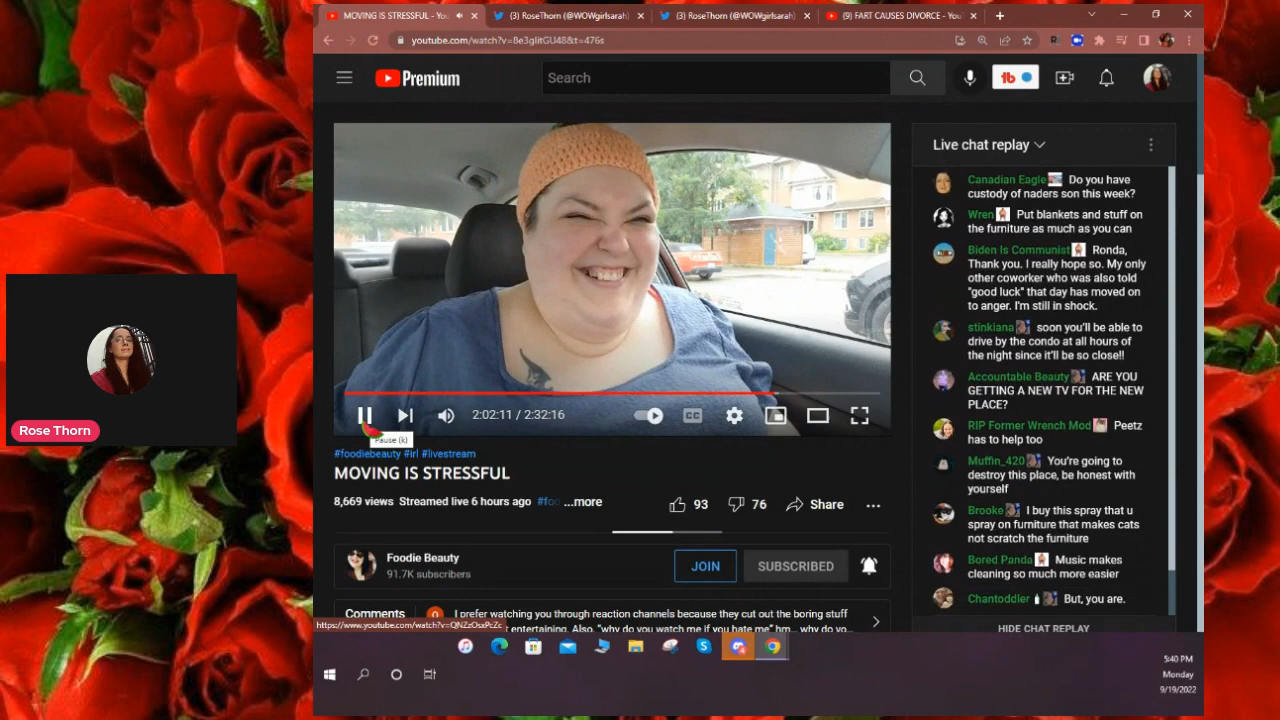 MOVING IS STRESSFUL - You
(3) RoseThorn (@WOWgirlsarah)
(3) RoseThorn (@WOWgirlsarah)
(9) FART CAUSES DIVORCE - You
Premium
Search
Live chat replay
Canadian Eagle Do you have
custody of naders son this week?
Wren Put blankets and stuff on
the furniture as much as you can
Biden Is Communist Ronda,
Thank you. I really hope so. My only
other coworker who was also told
"good luck" that day has moved on
to anger. I'm still in shock.
stinkiana soon you'll be able to
drive by the condo at all hours of
the night since it'll be so close!!
Accountable Beauty ARE YOU
GETTING A NEW TV FOR THE NEW
PLACE?
RIP Former Wrench Mod Peetz
has to help too
Muffin_420 You're going to
destroy this place, be honest with
yourself
Brooke I buy this spray that u
spray on furniture that makes cats
not scratch the furniture
Bored Panda Music makes
cleaning so much more easier
Chantoddler But, you are.
HIDE CHAT REPLAY
2:02:11 / 2:32:16
CC
Pause (k)
#foodiebeauty #irl #livestream
MOVING IS STRESSFUL
8,669 views Streamed live 6 hours ago #foo ...more
93
76
Share
Foodie Beauty
91.7K subscribers
JOIN
SUBSCRIBED
Comments
I prefer watching you through reaction channels because they cut out the boring stuff
entertaining. Also, "why do you watch me if you hate me" hm... why do yo...
Rose Thorn
5:40 PM
Monday
9/19/2022